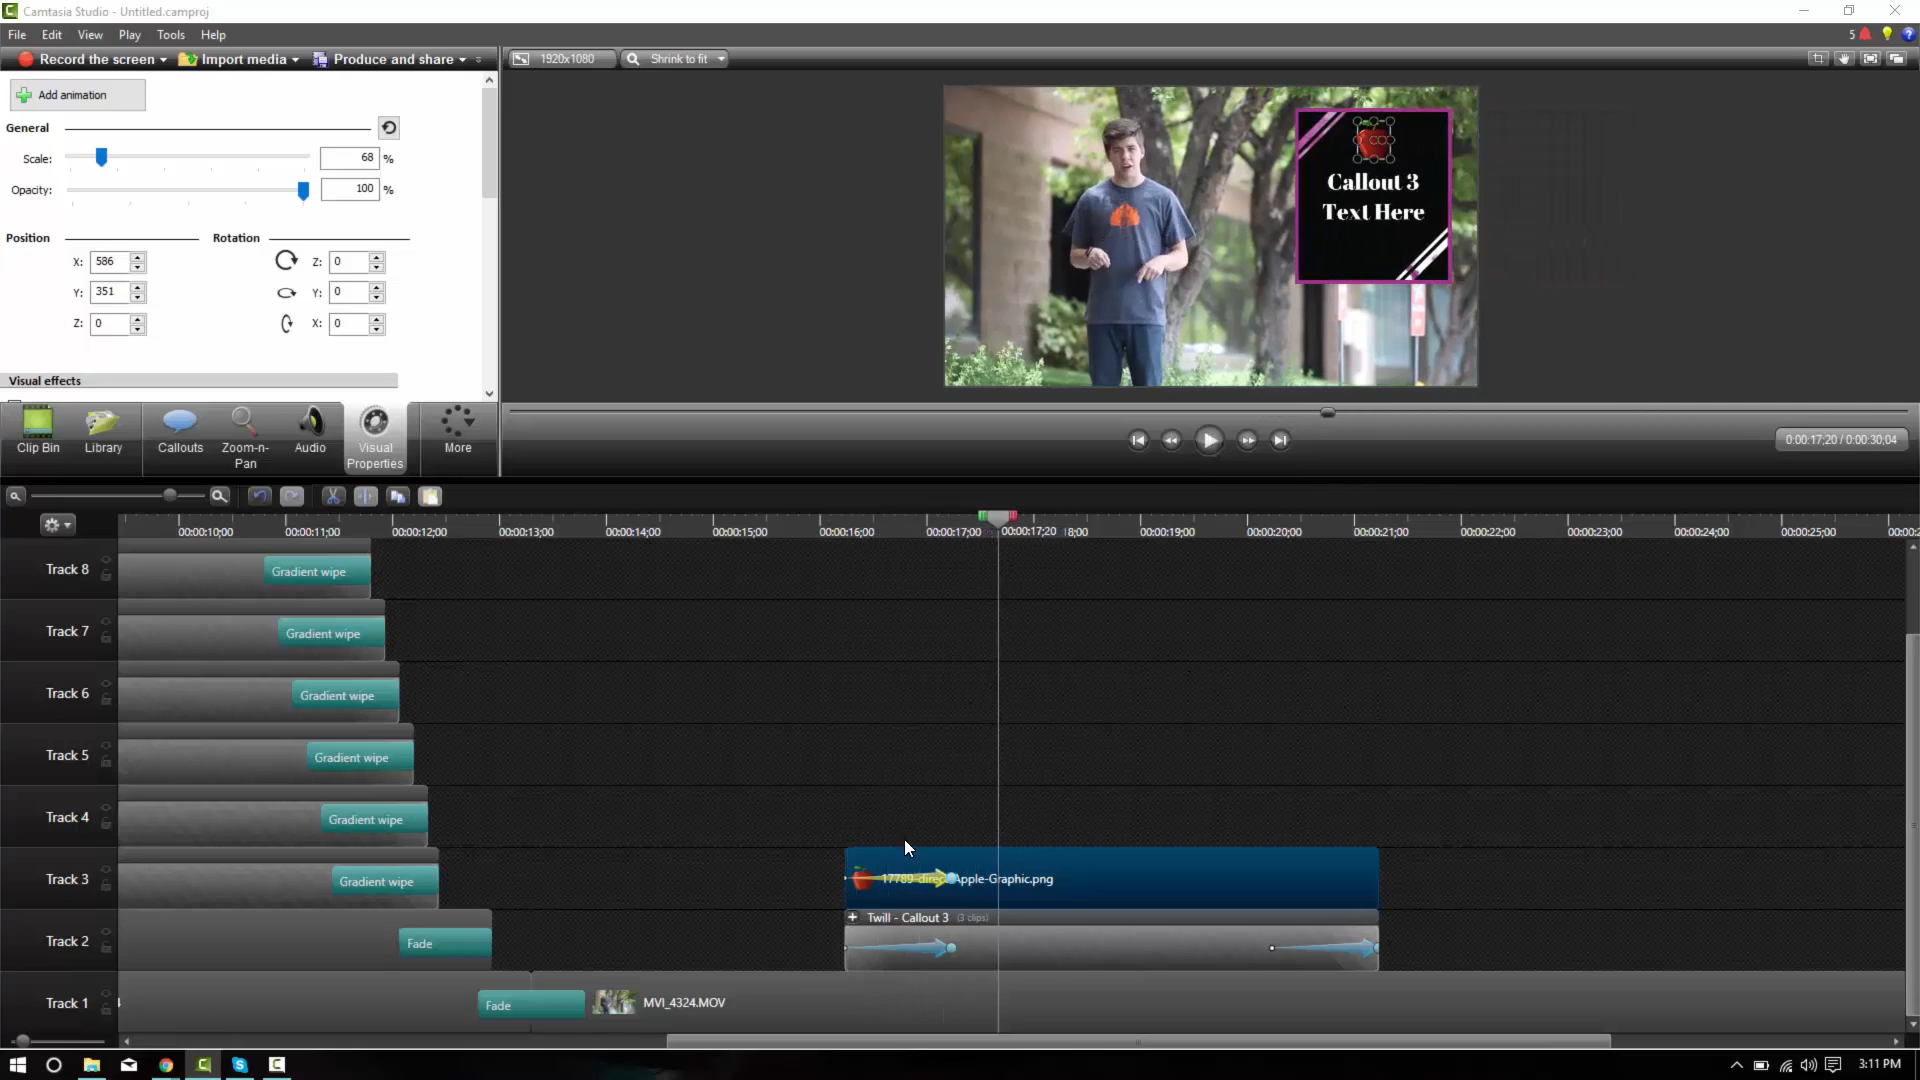 Camtasia Studio - Untitled.camproj
File Edit View Play Tools Help
5
Record the screen Import media Produce and share
1920x1080 Shrink to fit
Add animation
General
Scale: 68 %
Opacity: 100 %
Position Rotation
X: 586 Z: 0
Y: 351 Y: 0
Z: 0 X: 0
Visual effects
Callout 3
Text Here
Clip Bin Library Callouts Zoom-n-Pan Audio Visual Properties More
0:00:17;20 / 0:00:30;04
00:00:10;00 00:00:11;00 00:00:12;00 00:00:13;00 00:00:14;00 00:00:15;00 00:00:16;00 00:00:17;00 00:00:17;20 8;00 00:00:19;00 00:00:20;00 00:00:21;00 00:00:22;00 00:00:23;00 00:00:24;00 00:00:25;00
Track 8 Gradient wipe
Track 7 Gradient wipe
Track 6 Gradient wipe
Track 5 Gradient wipe
Track 4 Gradient wipe
Track 3 Gradient wipe 17789-direc Apple-Graphic.png
Twill - Callout 3 (3 clips)
Track 2 Fade
Track 1 Fade MVI_4324.MOV
3:11 PM